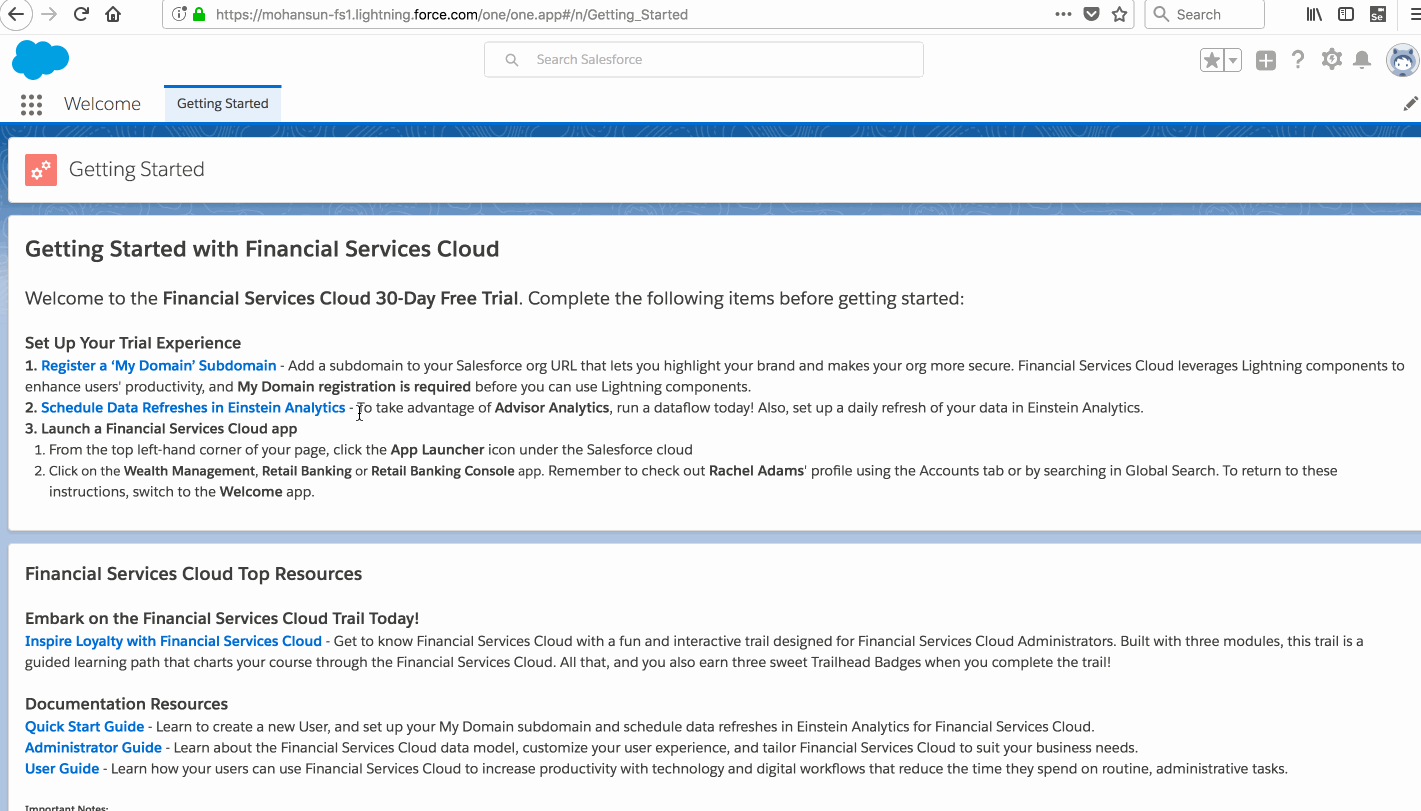 https://mohansun-fs1.lightning.force.com/one/one.app#/n/Getting_Started
Search
Se
Search Salesforce
Welcome
Getting Started
Getting Started
Getting Started with Financial Services Cloud
Welcome to the Financial Services Cloud 30-Day Free Trial. Complete the following items before getting started:
Set Up Your Trial Experience
1. Register a ‘My Domain’ Subdomain - Add a subdomain to your Salesforce org URL that lets you highlight your brand and makes your org more secure. Financial Services Cloud leverages Lightning components to
enhance users' productivity, and My Domain registration is required before you can use Lightning components.
2. Schedule Data Refreshes in Einstein Analytics - To take advantage of Advisor Analytics, run a dataflow today! Also, set up a daily refresh of your data in Einstein Analytics.
3. Launch a Financial Services Cloud app
1. From the top left-hand corner of your page, click the App Launcher icon under the Salesforce cloud
2. Click on the Wealth Management, Retail Banking or Retail Banking Console app. Remember to check out Rachel Adams' profile using the Accounts tab or by searching in Global Search. To return to these
instructions, switch to the Welcome app.
Financial Services Cloud Top Resources
Embark on the Financial Services Cloud Trail Today!
Inspire Loyalty with Financial Services Cloud - Get to know Financial Services Cloud with a fun and interactive trail designed for Financial Services Cloud Administrators. Built with three modules, this trail is a
guided learning path that charts your course through the Financial Services Cloud. All that, and you also earn three sweet Trailhead Badges when you complete the trail!
Documentation Resources
Quick Start Guide - Learn to create a new User, and set up your My Domain subdomain and schedule data refreshes in Einstein Analytics for Financial Services Cloud.
Administrator Guide - Learn about the Financial Services Cloud data model, customize your user experience, and tailor Financial Services Cloud to suit your business needs.
User Guide - Learn how your users can use Financial Services Cloud to increase productivity with technology and digital workflows that reduce the time they spend on routine, administrative tasks.
Important Notes: